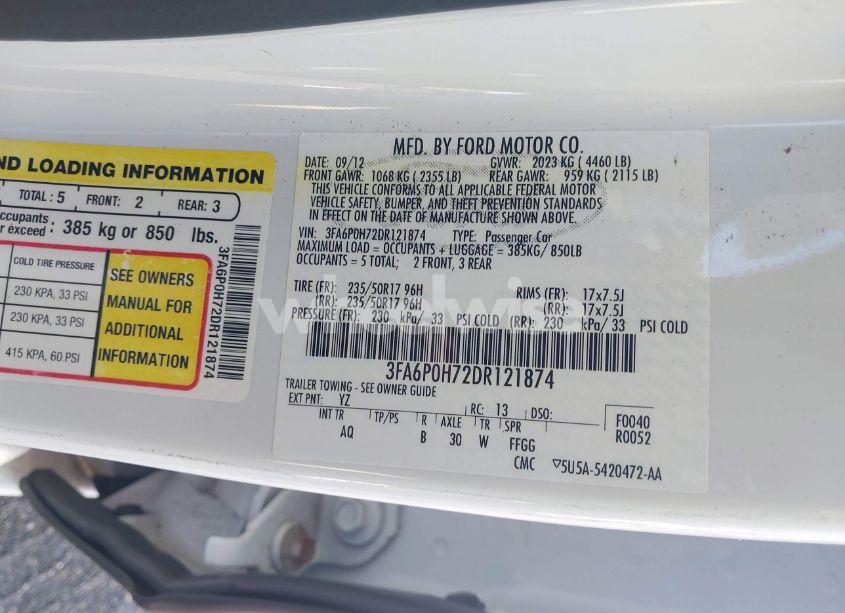 ND LOADING INFORMATION
TOTAL: 5 FRONT: 2 REAR: 3
ccupants
r exceed: 385 kg or 850 lbs.
COLD TIRE PRESSURE
230 KPA, 33 PSI
230 KPA, 33 PSI
415 KPA, 60 PSI
SEE OWNERS
MANUAL FOR
ADDITIONAL
INFORMATION
3FA6P0H72DR121874
MFD. BY FORD MOTOR CO.
DATE: 09/12 GVWR: 2023 KG ( 4460 LB)
FRONT GAWR: 1068 KG ( 2355 LB) REAR GAWR: 959 KG ( 2115 LB)
THIS VEHICLE CONFORMS TO ALL APPLICABLE FEDERAL MOTOR
VEHICLE SAFETY, BUMPER, AND THEFT PREVENTION STANDARDS
IN EFFECT ON THE DATE OF MANUFACTURE SHOWN ABOVE.
VIN: 3FA6P0H72DR121874 TYPE: Passenger Car
MAXIMUM LOAD = OCCUPANTS + LUGGAGE = 385KG/ 850LB
OCCUPANTS = 5 TOTAL; 2 FRONT, 3 REAR
TIRE (FR): 235/50R17 96H RIMS (FR): 17x7.5J
(RR): 235/50R17 96H (RR): 17x7.5J
PRESSURE (FR): 230 kPa/ 33 PSI COLD (RR): 230 kPa/ 33 PSI COLD
3FA6P0H72DR121874
TRAILER TOWING - SEE OWNER GUIDE
EXT PNT: YZ RC: 13 DSO: F0040
R0052
INT TR TP/PS R AXLE TR SPR
AQ B 30 W FFGG
CMC ▽5U5A-5420472-AA